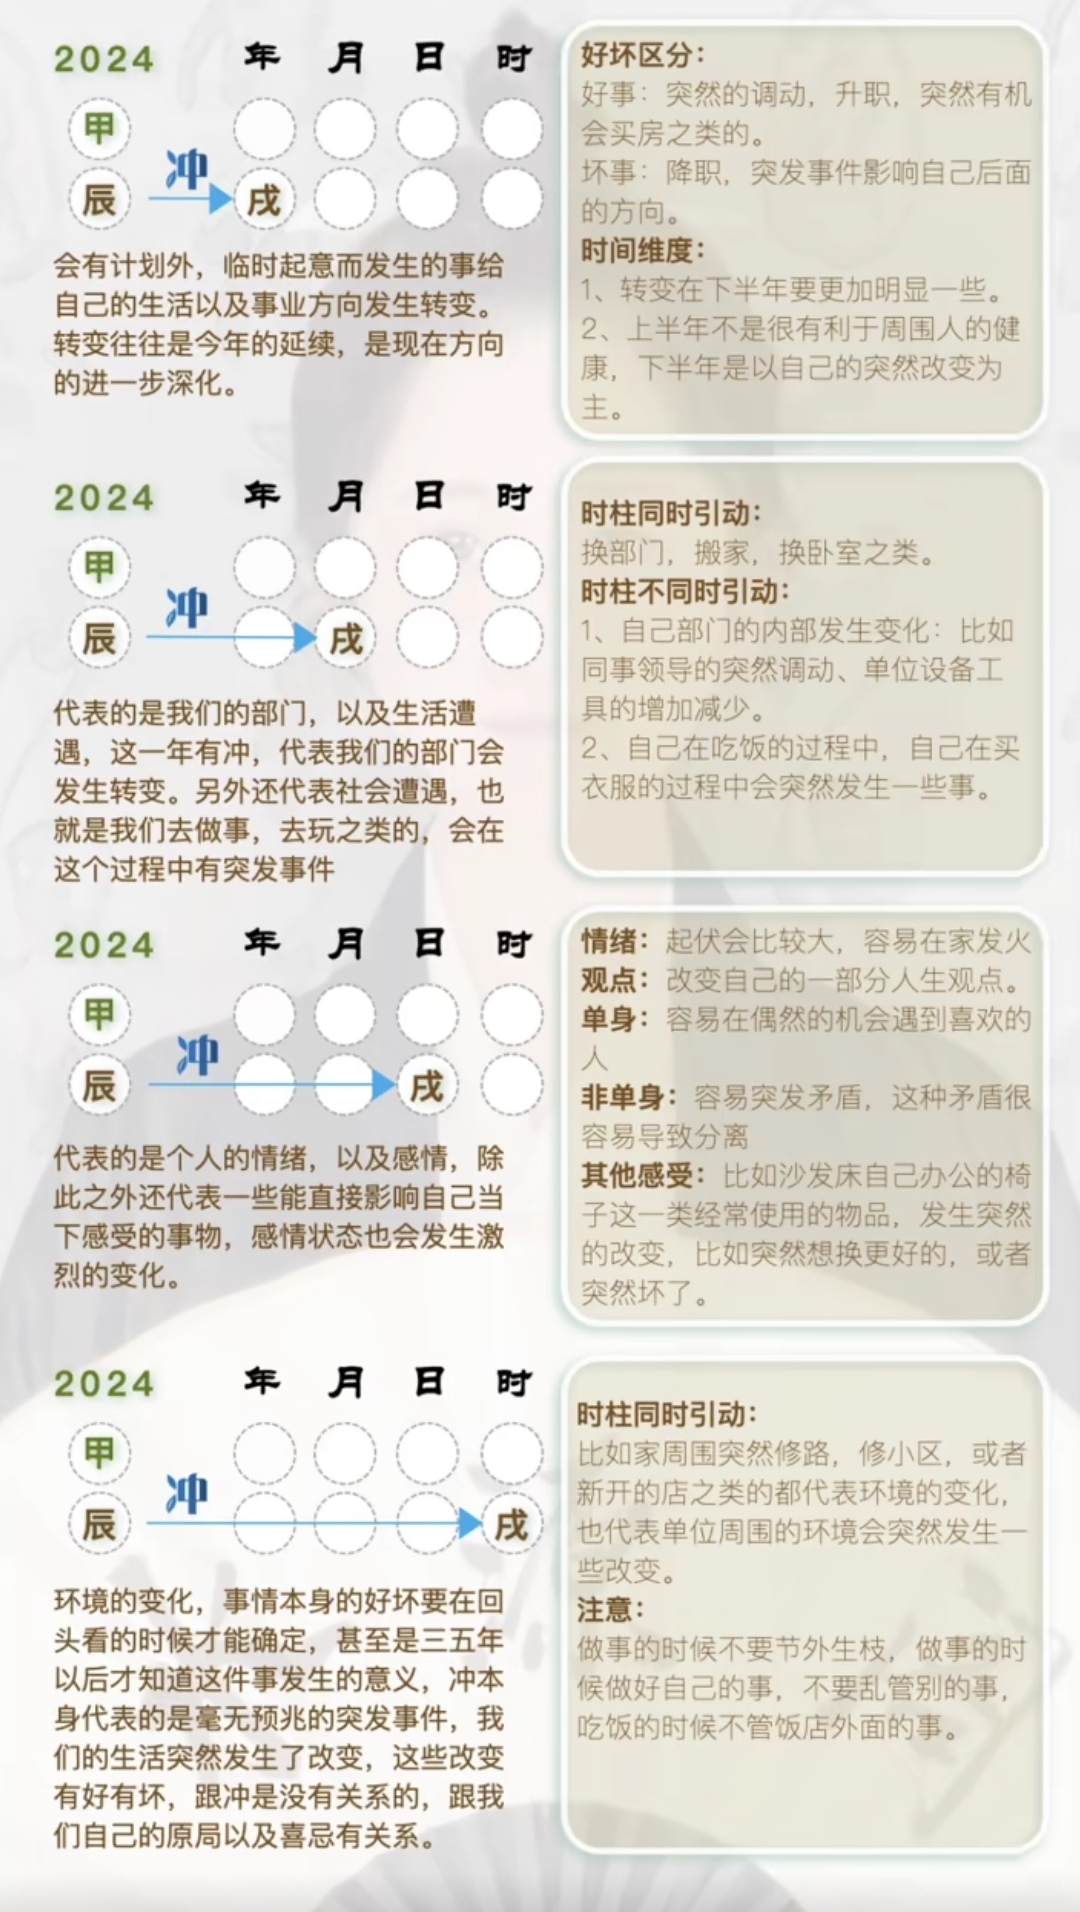 2024 年 月 日 时
甲
冲
辰 戌
会有计划外，临时起意而发生的事给
自己的生活以及事业方向发生转变。
转变往往是今年的延续，是现在方向
的进一步深化。
好坏区分：
好事：突然的调动，升职，突然有机
会买房之类的。
坏事：降职，突发事件影响自己后面
的方向。
时间维度：
1、转变在下半年要更加明显一些。
2、上半年不是很有利于周围人的健
康，下半年是以自己的突然改变为
主。
2024 年 月 日 时
甲
冲
辰 戌
代表的是我们的部门，以及生活遭
遇，这一年有冲，代表我们的部门会
发生转变。另外还代表社会遭遇，也
就是我们去做事，去玩之类的，会在
这个过程中有突发事件
时柱同时引动：
换部门，搬家，换卧室之类。
时柱不同时引动：
1、自己部门的内部发生变化：比如
同事领导的突然调动、单位设备工
具的增加减少。
2、自己在吃饭的过程中，自己在买
衣服的过程中会突然发生一些事。
2024 年 月 日 时
甲
冲
辰 戌
代表的是个人的情绪，以及感情，除
此之外还代表一些能直接影响自己当
下感受的事物，感情状态也会发生激
烈的变化。
情绪：起伏会比较大，容易在家发火
观点：改变自己的一部分人生观点。
单身：容易在偶然的机会遇到喜欢的
人
非单身：容易突发矛盾，这种矛盾很
容易导致分离
其他感受：比如沙发床自己办公的椅
子这一类经常使用的物品，发生突然
的改变，比如突然想换更好的，或者
突然坏了。
2024 年 月 日 时
甲
冲
辰 戌
环境的变化，事情本身的好坏要在回
头看的时候才能确定，甚至是三五年
以后才知道这件事发生的意义，冲本
身代表的是毫无预兆的突发事件，我
们的生活突然发生了改变，这些改变
有好有坏，跟冲是没有关系的，跟我
们自己的原局以及喜忌有关系。
时柱同时引动：
比如家周围突然修路，修小区，或者
新开的店之类的都代表环境的变化，
也代表单位周围的环境会突然发生一
些改变。
注意：
做事的时候不要节外生枝，做事的时
候做好自己的事，不要乱管别的事，
吃饭的时候不管饭店外面的事。